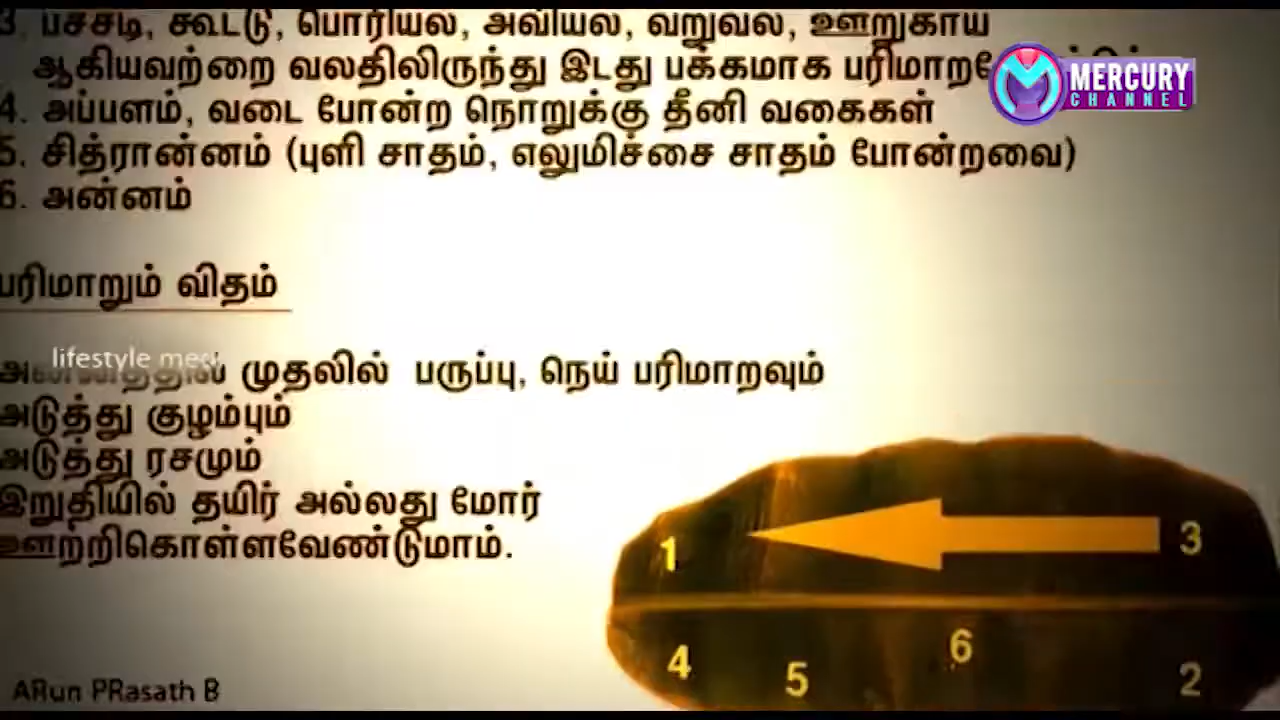 3. பச்சடி, கூட்டு, பொரியல், அவியல், வறுவல், ஊறுகாய்
ஆகியவற்றை வலதிலிருந்து இடது பக்கமாக
MERCURY
CHANNEL
4. அப்பளம், வடை போன்ற நொறுக்கு தீனி வகைகள்
5. சித்ரான்னம் (புளி சாதம், எலுமிச்சை சாதம் போன்றவை)
6. அன்னம்
பரிமாறும் விதம்
lifestyle
முதலில் பருப்பு, நெய் பரிமாறவும்
அடுத்து குழம்பும்
அடுத்து ரசமும்
இறுதியில் தயிர் அல்லது மோர்
ஊற்றிகொள்ளவேண்டுமாம்.
1 3
4 5 6 2
ARun PRasath B